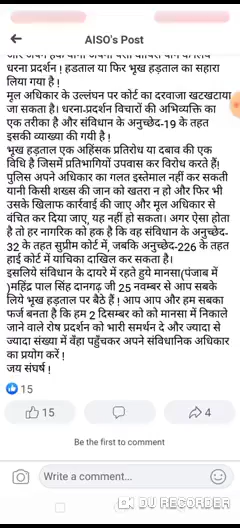 AISO's Post
धरना प्रदर्शन ! हडताल या फिर भूख हड़ताल का सहारा
लिया गया है !
मूल अधिकार के उल्लंघन पर कोर्ट का दरवाजा खटखटाया
जा सकता है। धरना-प्रदर्शन विचारों की अभिव्यक्ति का
एक तरीका है और संविधान के अनुच्छेद-19 के तहत
इसकी व्याख्या की गयी है !
भूख हड़ताल एक अहिंसक प्रतिरोध या दबाव की एक
विधि है जिसमें प्रतिभागियों उपवास कर विरोध करते हैं!
पुलिस अपने अधिकार का गलत इस्तेमाल नहीं कर सकती
यानी किसी शख्स की जान को खतरा न हो और फिर भी
उसके खिलाफ कार्रवाई की जाए और मूल अधिकार से
वंचित कर दिया जाए, यह नहीं हो सकता। अगर ऐसा होता
है तो हर नागरिक को हक है कि वह संविधान के अनुच्छेद-
32 के तहत सुप्रीम कोर्ट में, जबकि अनुच्छेद-226 के तहत
हाई कोर्ट में याचिका दाखिल कर सकता है।
इसलिये संविधान के दायरे में रहते हुये मानसा(पंजाब में
)महिंद्र पाल सिंह दानगढ़ जी 25 नवम्बर से आप सबके
लिये भूख हड़ताल पर बैठे हैं ! आप आप और हम सबका
फर्ज बनता है कि हम 2 दिसम्बर को को मानसा में निकाले
जाने वाले रोष प्रदर्शन को भारी समर्थन दे और ज्यादा से
ज्यादा संख्या में वँहा पहुँचकर अपने संविधानिक अधिकार
का प्रयोग करें !
जय संघर्ष !
15
15
4
Be the first to comment
Write a comment...
DU RECORDER